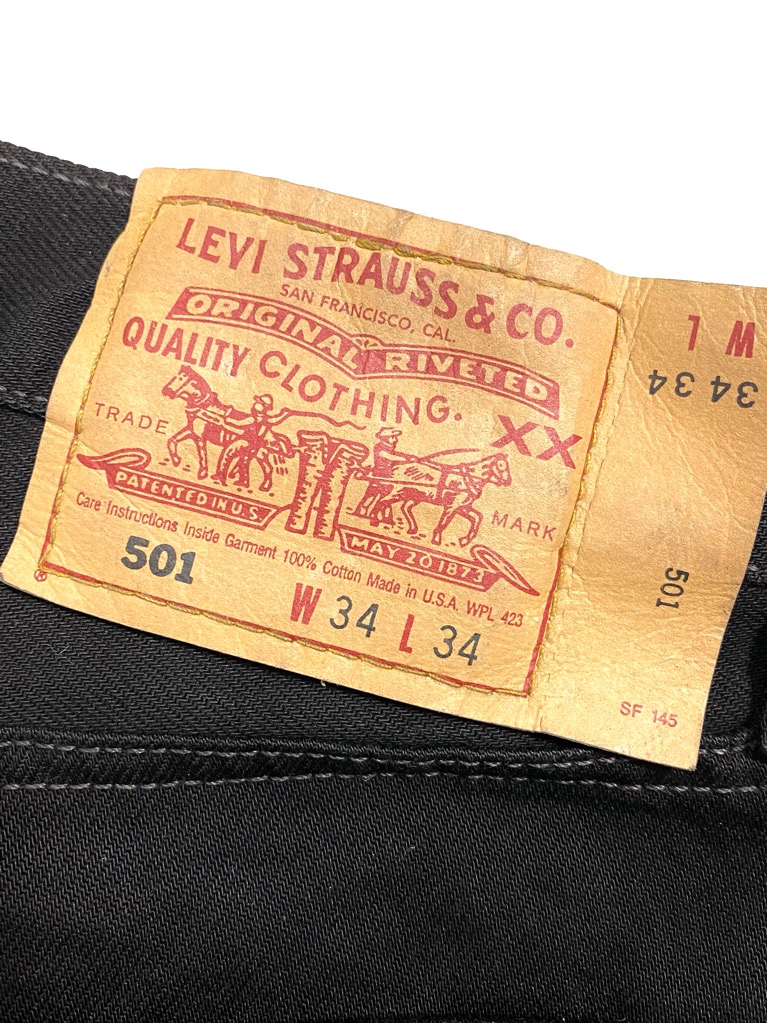 LEVI STRAUSS & CO.
SAN FRANCISCO, CAL.
ORIGINAL RIVETED
QUALITY CLOTHING.
XX
TRADE MARK
PATENTED IN U.S.
MAY 20 1873
Care Instructions Inside Garment 100% Cotton Made in U.S.A. WPL 423
501
W 34 L 34
®
W L
34 34
501
SF 145